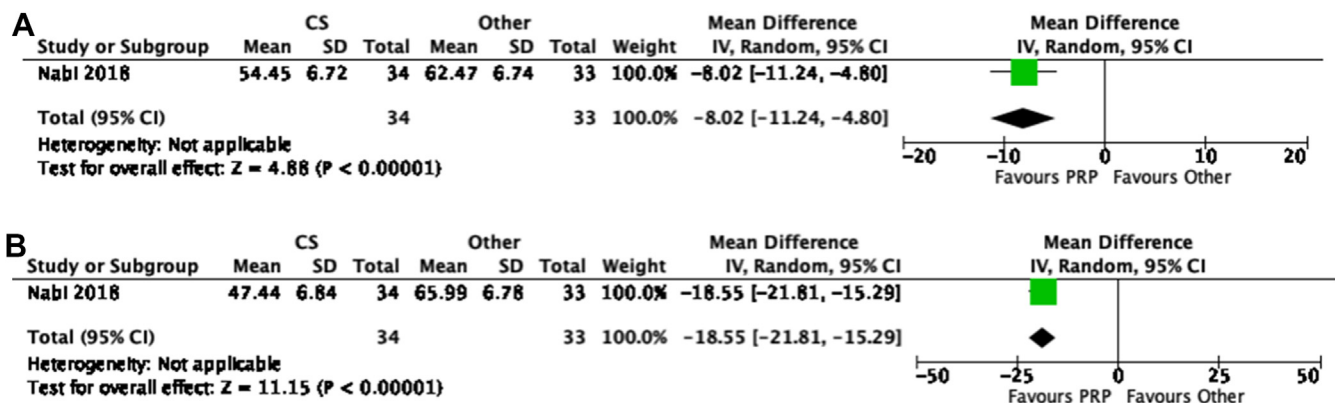 A
CS Other Mean Difference Mean Difference
Study or Subgroup Mean SD Total Mean SD Total Weight IV, Random, 95% CI IV, Random, 95% CI
Nabi 2018 54.45 6.72 34 62.47 6.74 33 100.0% −8.02 [−11.24, −4.80]
Total (95% CI) 34 33 100.0% −8.02 [−11.24, −4.80]
Heterogeneity: Not applicable
Test for overall effect: Z = 4.88 (P < 0.00001)
−20 −10 0 10 20
Favours PRP Favours Other
B
CS Other Mean Difference Mean Difference
Study or Subgroup Mean SD Total Mean SD Total Weight IV, Random, 95% CI IV, Random, 95% CI
Nabi 2018 47.44 6.84 34 65.99 6.78 33 100.0% −18.55 [−21.81, −15.29]
Total (95% CI) 34 33 100.0% −18.55 [−21.81, −15.29]
Heterogeneity: Not applicable
Test for overall effect: Z = 11.15 (P < 0.00001)
−50 −25 0 25 50
Favours PRP Favours Other